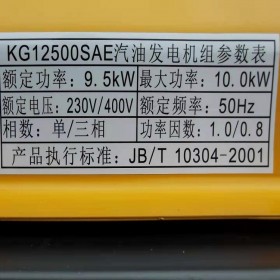 KG12500SAE汽油发电机组参数表
额定功率：9.5kW 最大功率：10.0kW
额定电压：230V/400V 额定频率：50Hz
相数：单/三相 功率因数：1.0/0.8
产品执行标准：JB/T 10304-2001